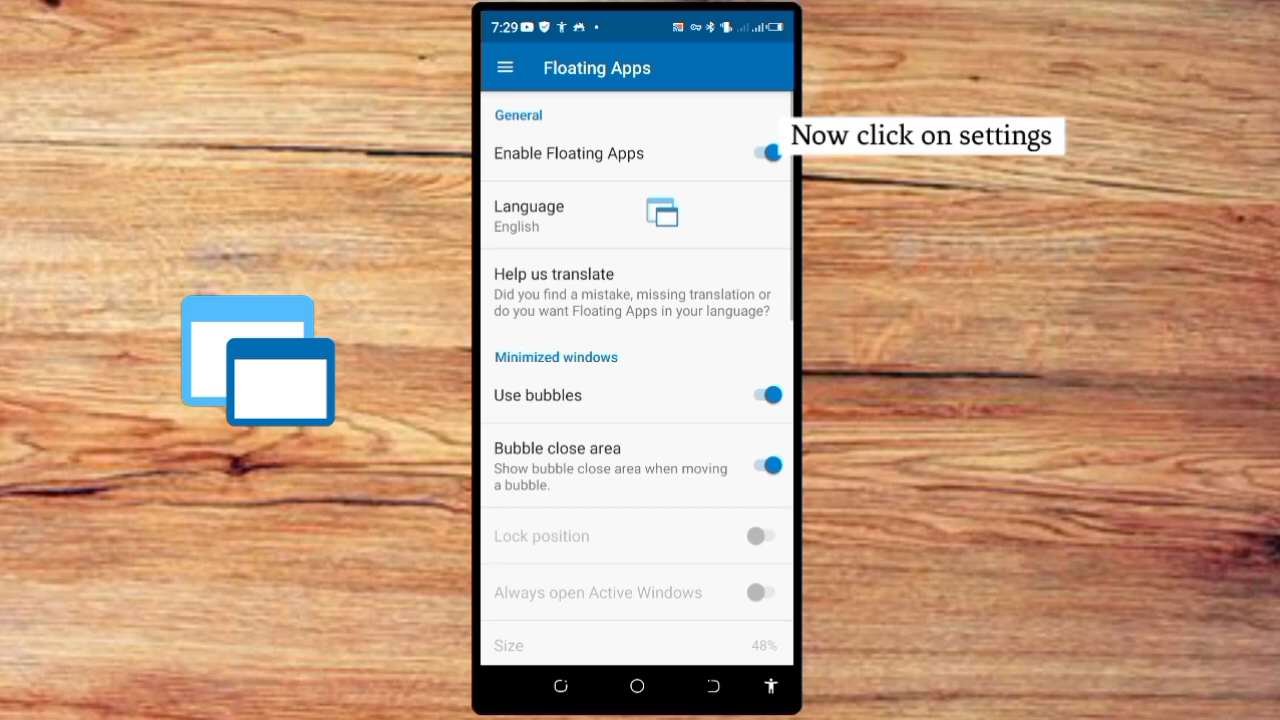 7:29
Floating Apps
General
Enable Floating Apps
Now click on settings
Language
English
Help us translate
Did you find a mistake, missing translation or
do you want Floating Apps in your language?
Minimized windows
Use bubbles
Bubble close area
Show bubble close area when moving
a bubble.
Lock position
Always open Active Windows
Size 48%